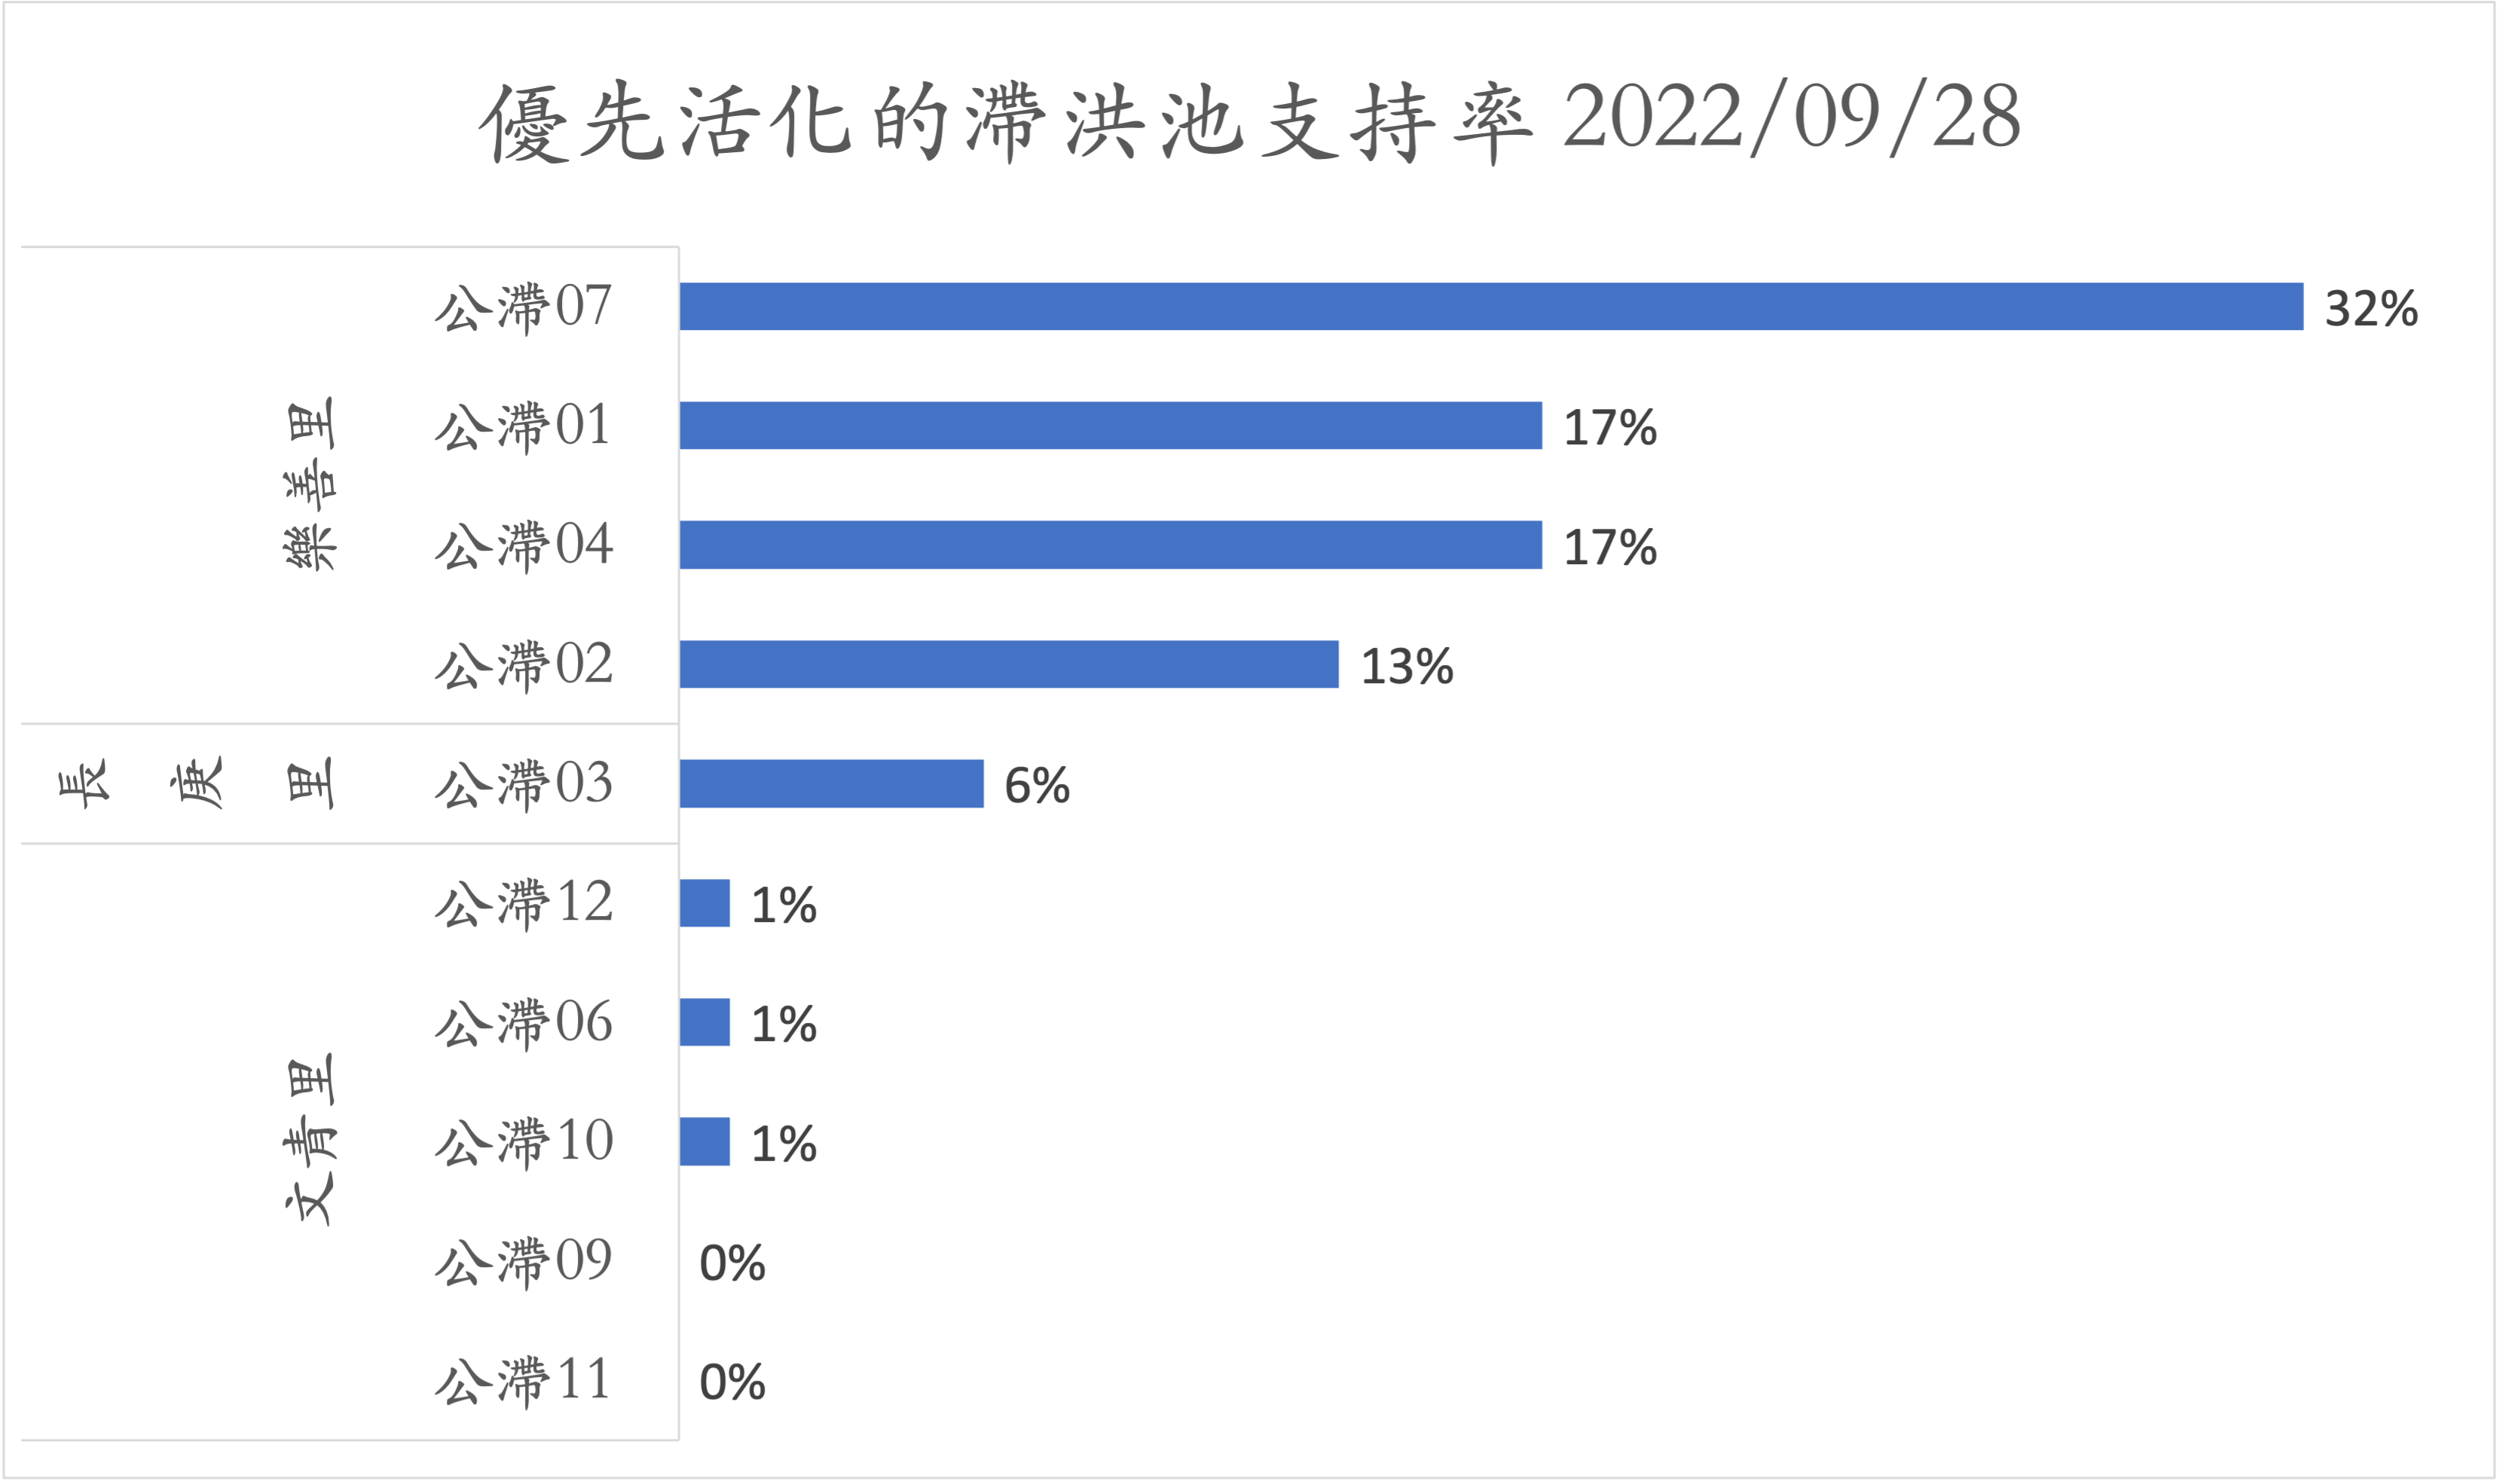 優先活化的滯洪池支持率 2022/09/28
樂善里
公滯07 32%
公滯01 17%
公滯04 17%
公滯02 13%
長庚里
公滯03 6%
文青里
公滯12 1%
公滯06 1%
公滯10 1%
公滯09 0%
公滯11 0%